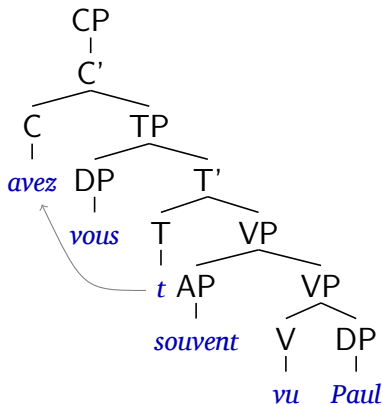 CP
C'
C TP
avez DP T'
vous T VP
t AP VP
souvent V DP
vu Paul